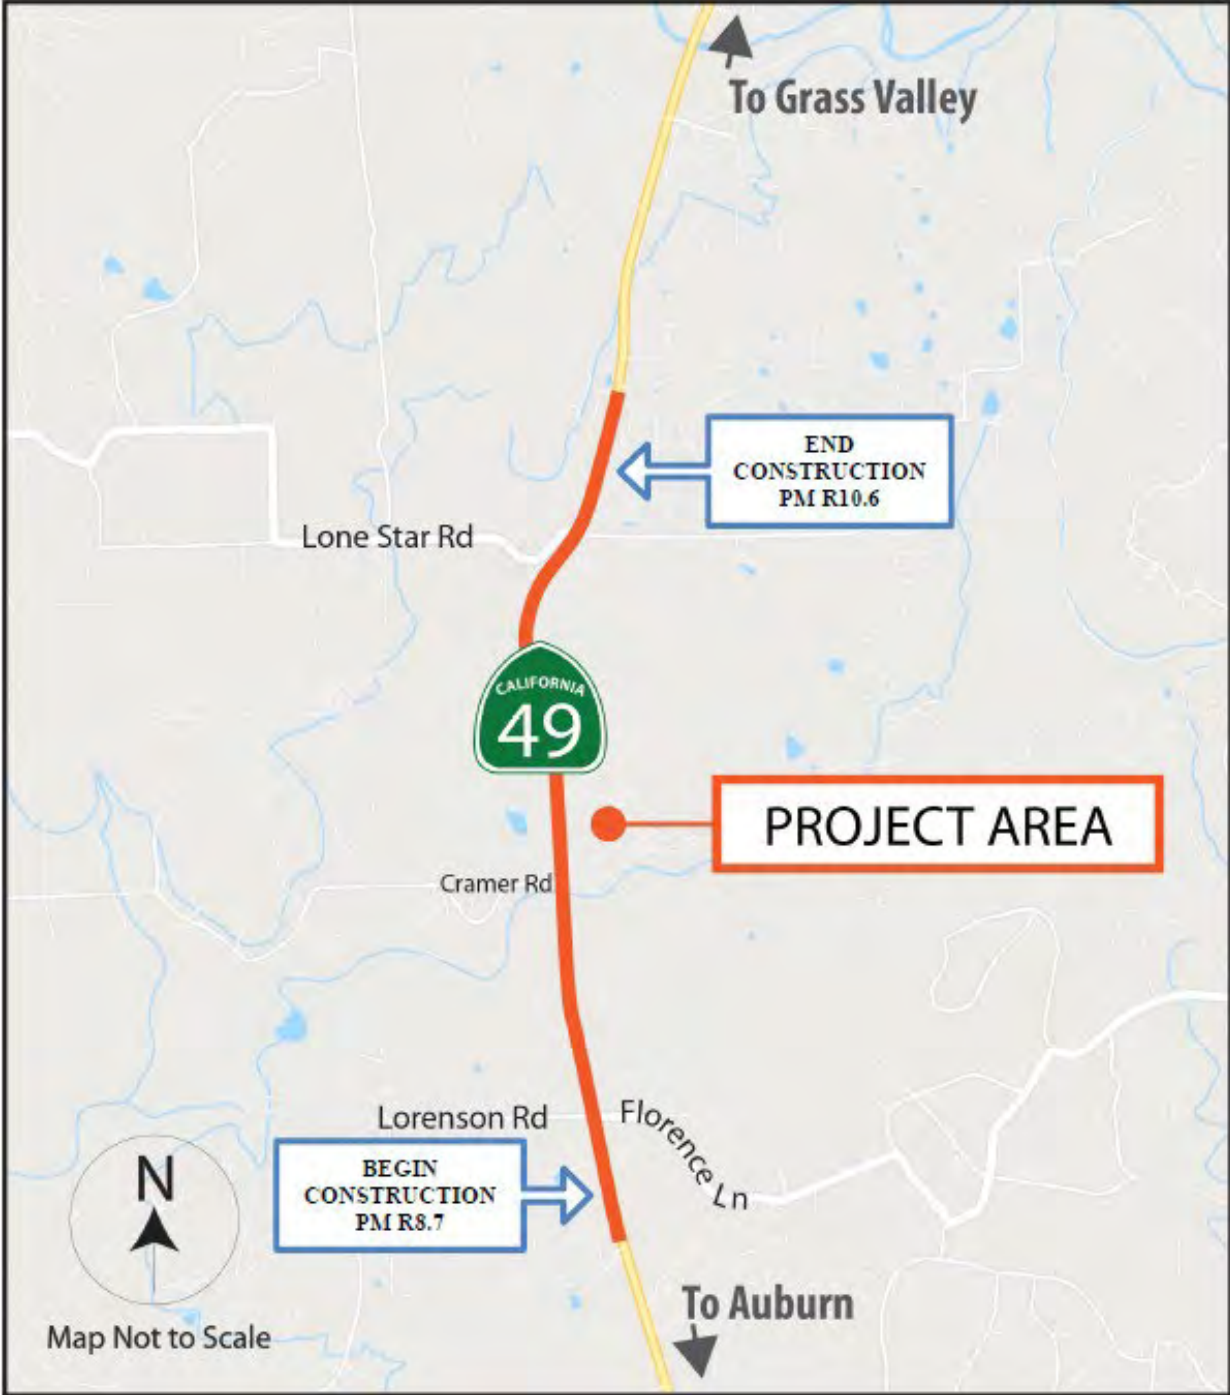 To Grass Valley
END
CONSTRUCTION
PM R10.6
Lone Star Rd
CALIFORNIA
49
PROJECT AREA
Cramer Rd
Lorenson Rd
Florence Ln
BEGIN
CONSTRUCTION
PM R8.7
N
To Auburn
Map Not to Scale